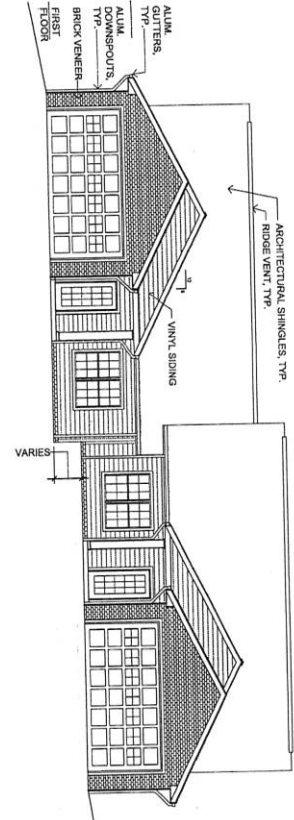 ARCHITECTURAL SHINGLES, TYP.
RIDGE VENT, TYP.
ALUM.
GUTTERS,
TYP.
ALUM.
DOWNSPOUTS,
TYP.
BRICK VENEER
FIRST
FLOOR
VINYL SIDING
VARIES